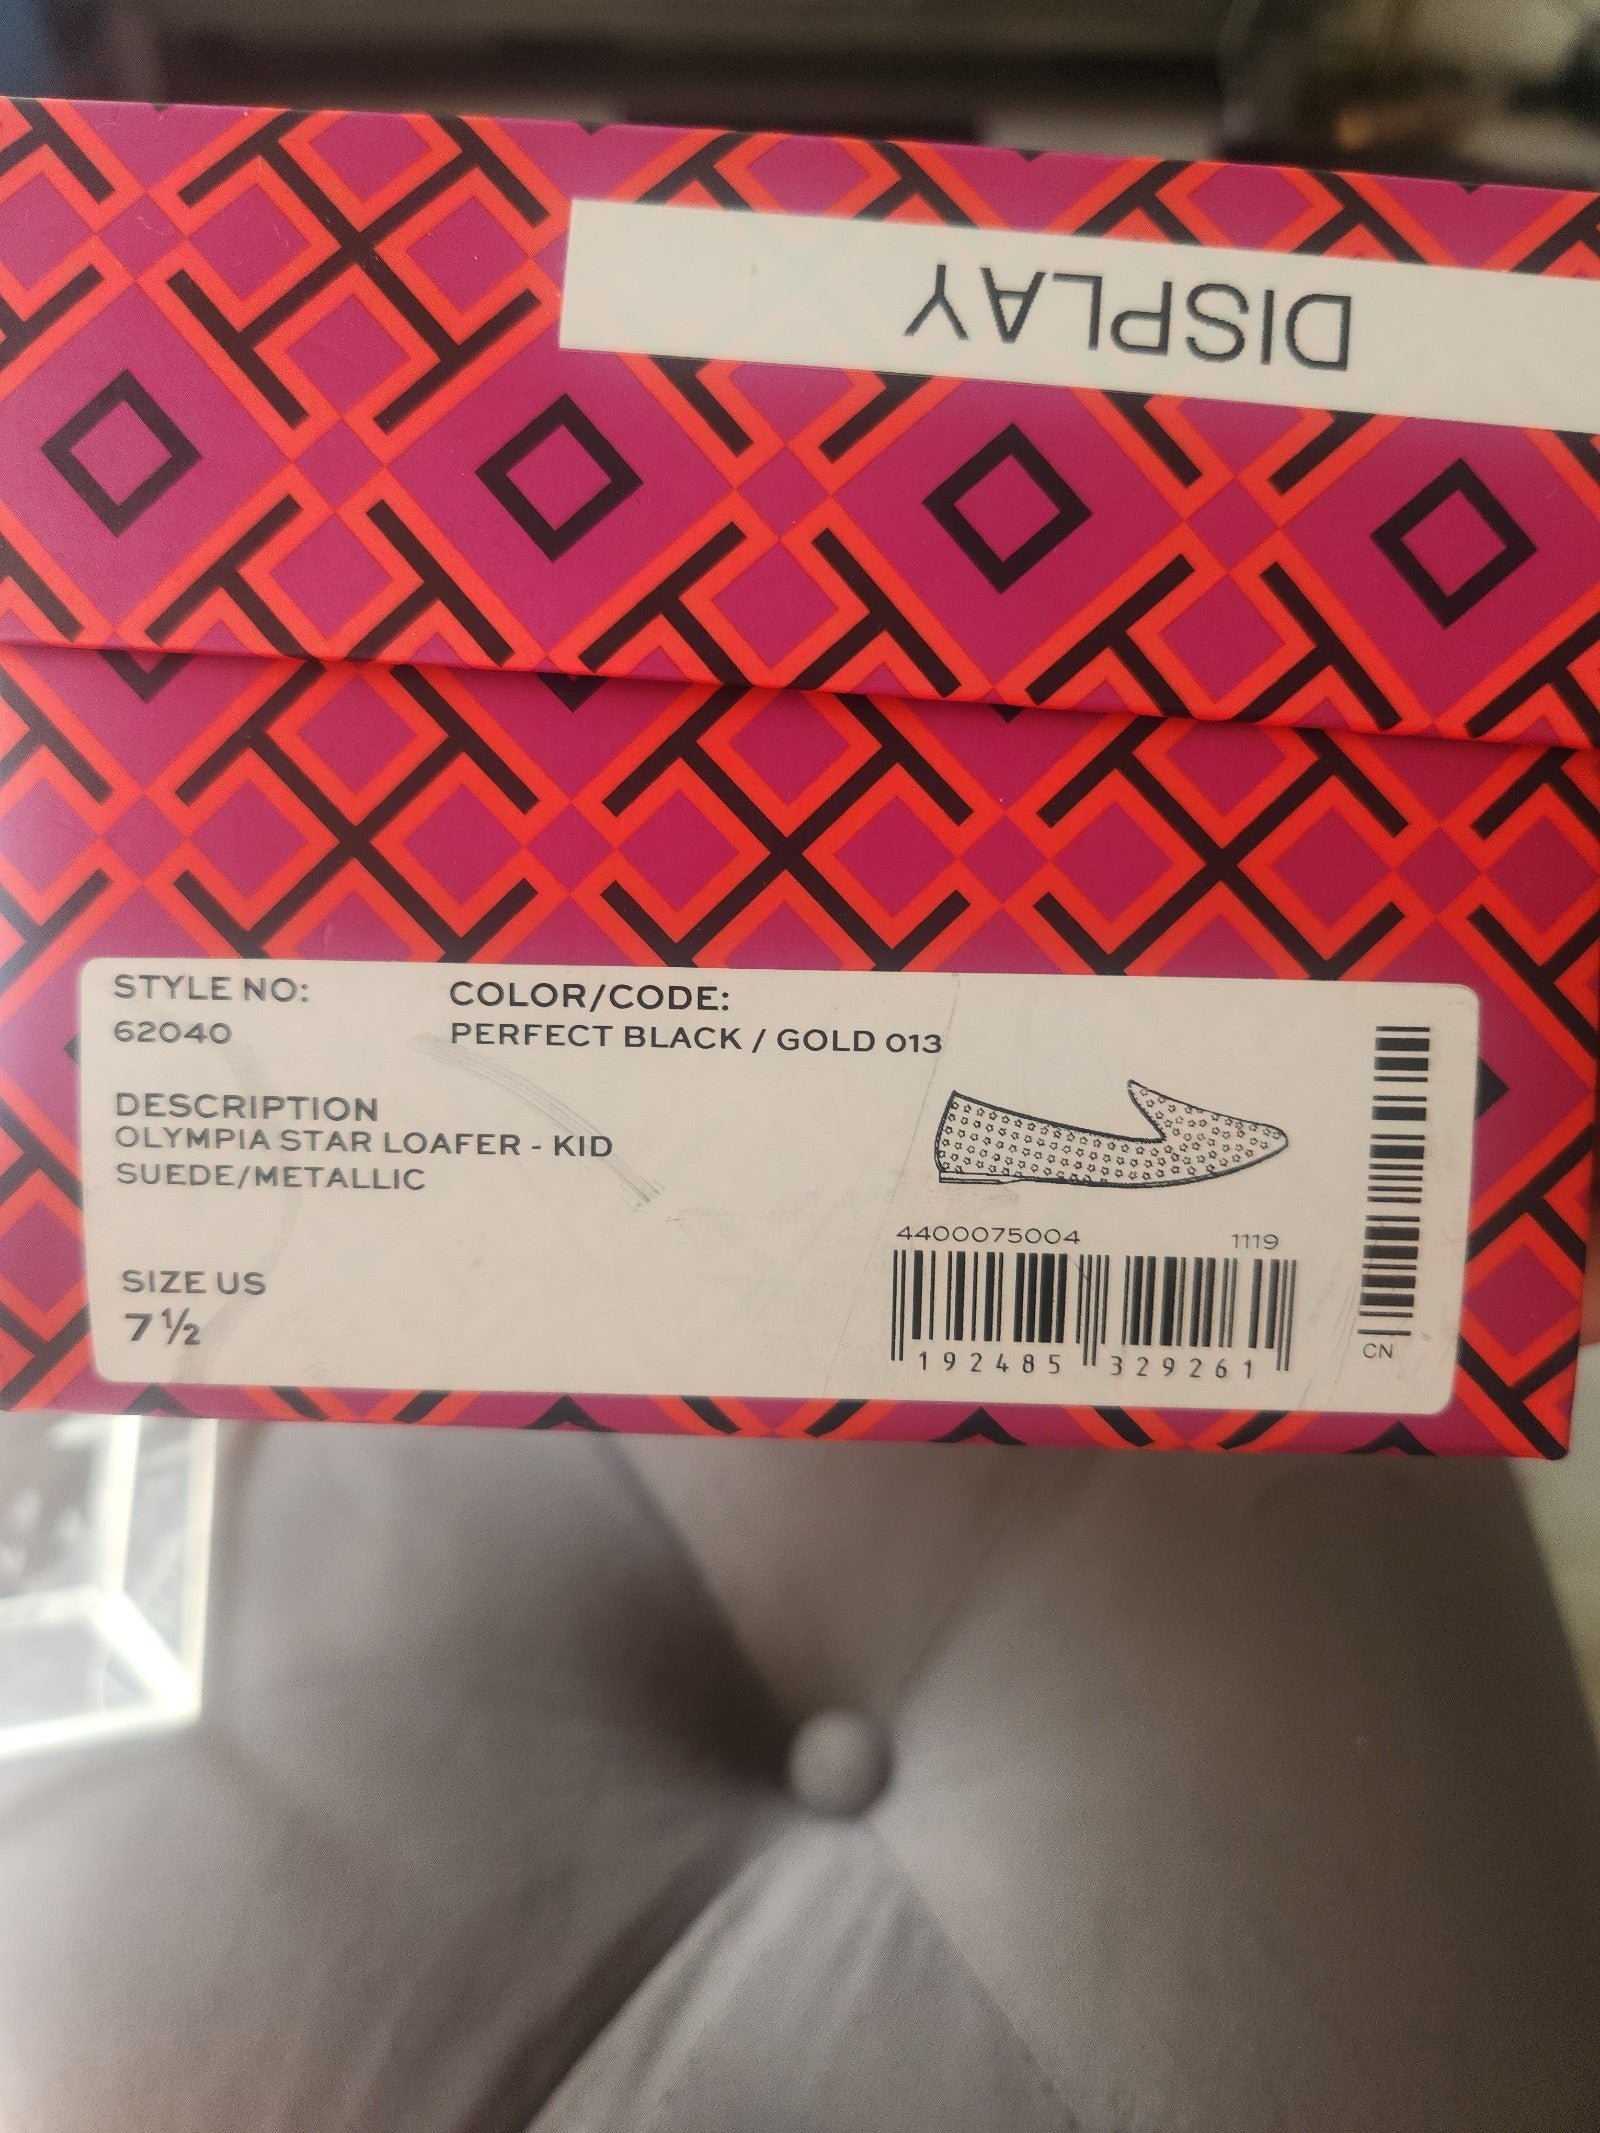 DISPLAY
STYLE NO:
62040
COLOR/CODE:
PERFECT BLACK / GOLD 013
DESCRIPTION
OLYMPIA STAR LOAFER - KID
SUEDE/METALLIC
SIZE US
7 ½
4400075004 1119
192485 329261
CN